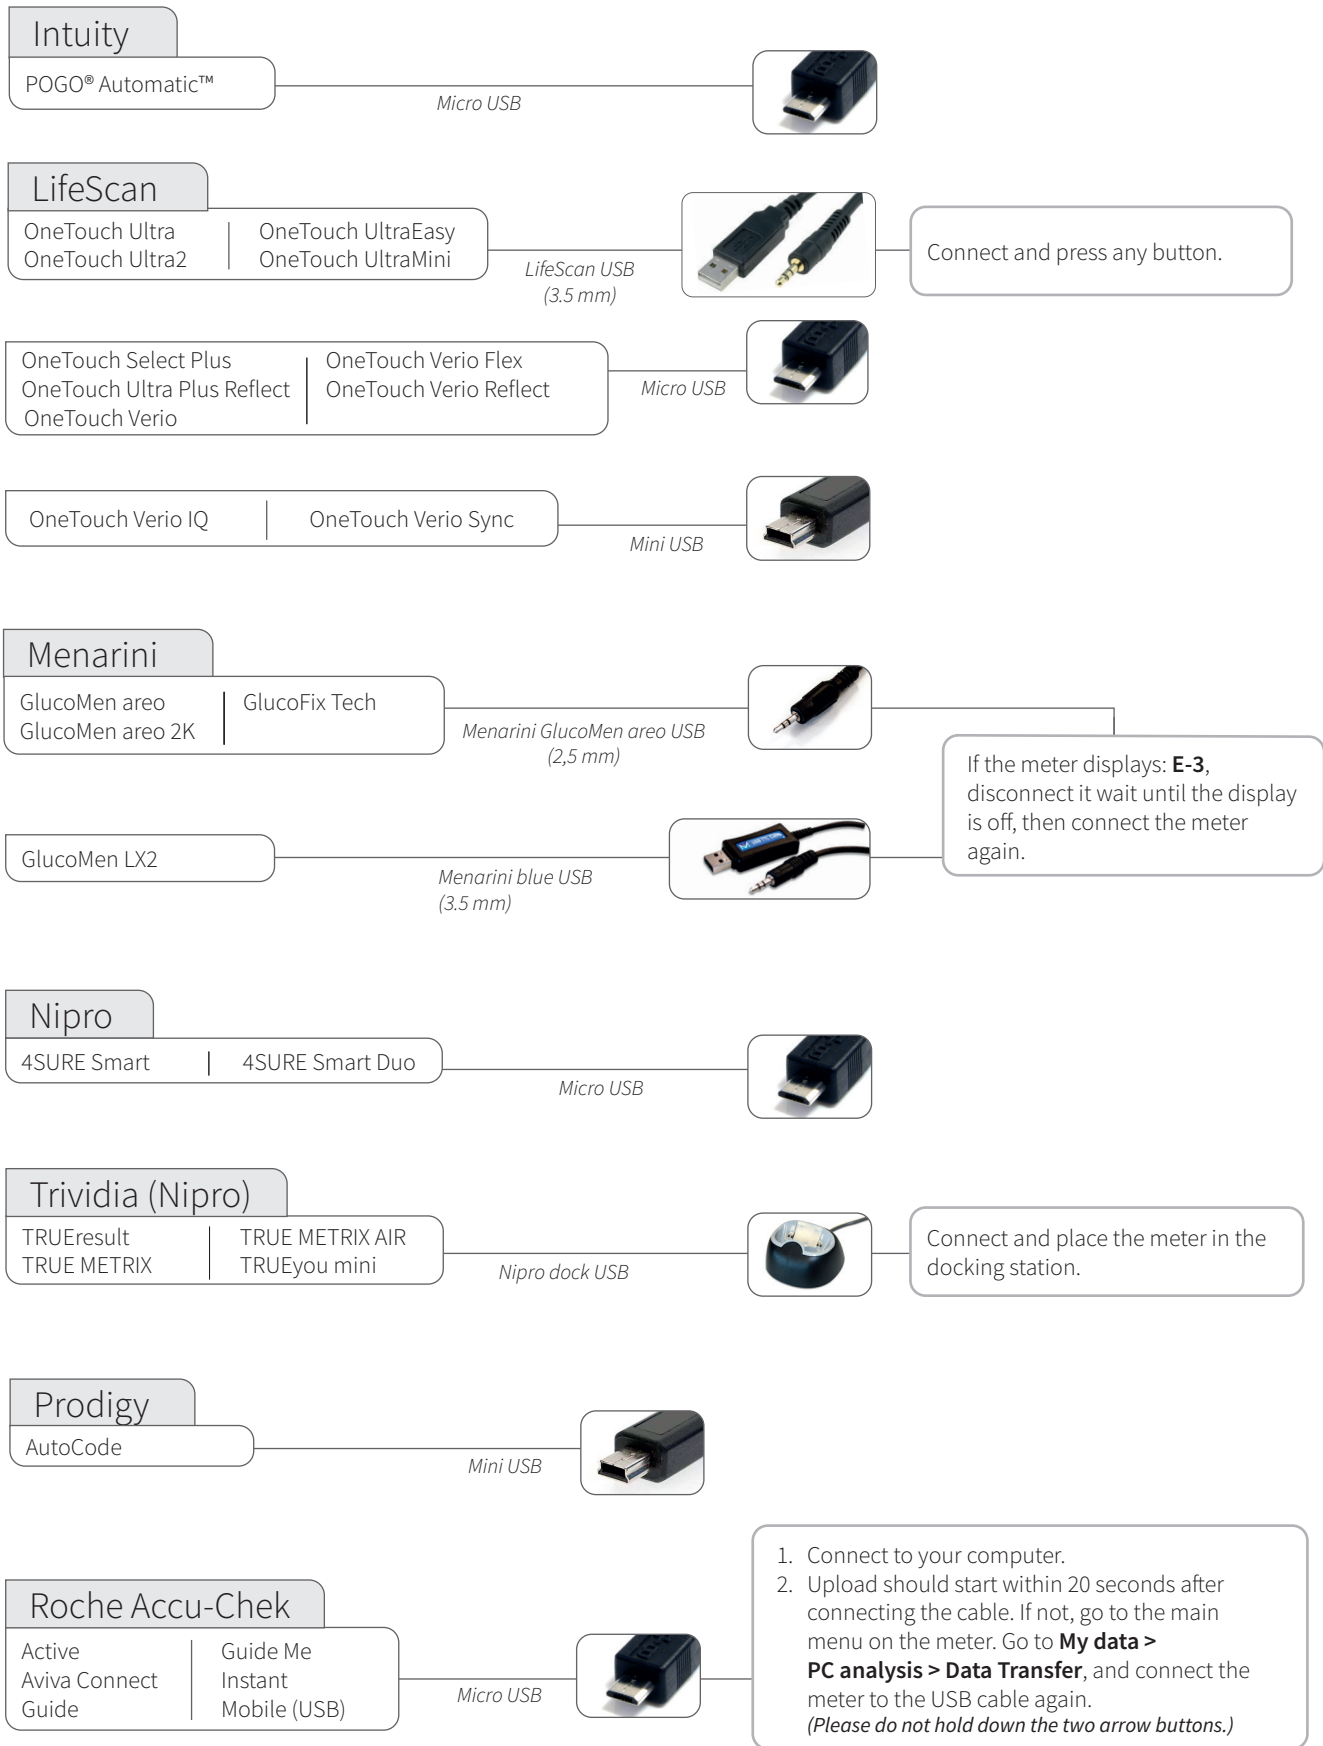 Intuity
POGO® Automatic™
Micro USB
LifeScan
OneTouch Ultra
OneTouch Ultra2
OneTouch UltraEasy
OneTouch UltraMini
LifeScan USB
(3.5 mm)
Connect and press any button.
OneTouch Select Plus
OneTouch Ultra Plus Reflect
OneTouch Verio
OneTouch Verio Flex
OneTouch Verio Reflect
Micro USB
OneTouch Verio IQ
OneTouch Verio Sync
Mini USB
Menarini
GlucoMen areo
GlucoMen areo 2K
GlucoFix Tech
Menarini GlucoMen areo USB
(2,5 mm)
If the meter displays: E-3,
disconnect it wait until the display
is off, then connect the meter
again.
GlucoMen LX2
Menarini blue USB
(3.5 mm)
Nipro
4SURE Smart
4SURE Smart Duo
Micro USB
Trividia (Nipro)
TRUEresult
TRUE METRIX
TRUE METRIX AIR
TRUEyou mini
Nipro dock USB
Connect and place the meter in the
docking station.
Prodigy
AutoCode
Mini USB
Roche Accu-Chek
Active
Aviva Connect
Guide
Guide Me
Instant
Mobile (USB)
Micro USB
1. Connect to your computer.
2. Upload should start within 20 seconds after
connecting the cable. If not, go to the main
menu on the meter. Go to My data >
PC analysis > Data Transfer, and connect the
meter to the USB cable again.
(Please do not hold down the two arrow buttons.)